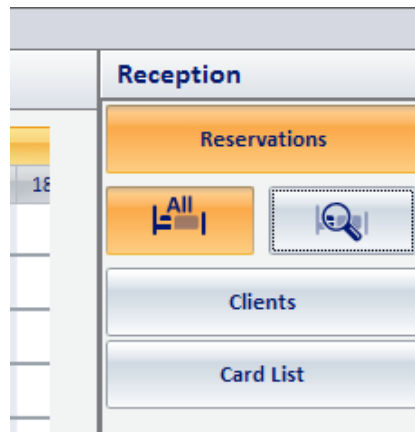 Reception
Reservations
18
All
Clients
Card List